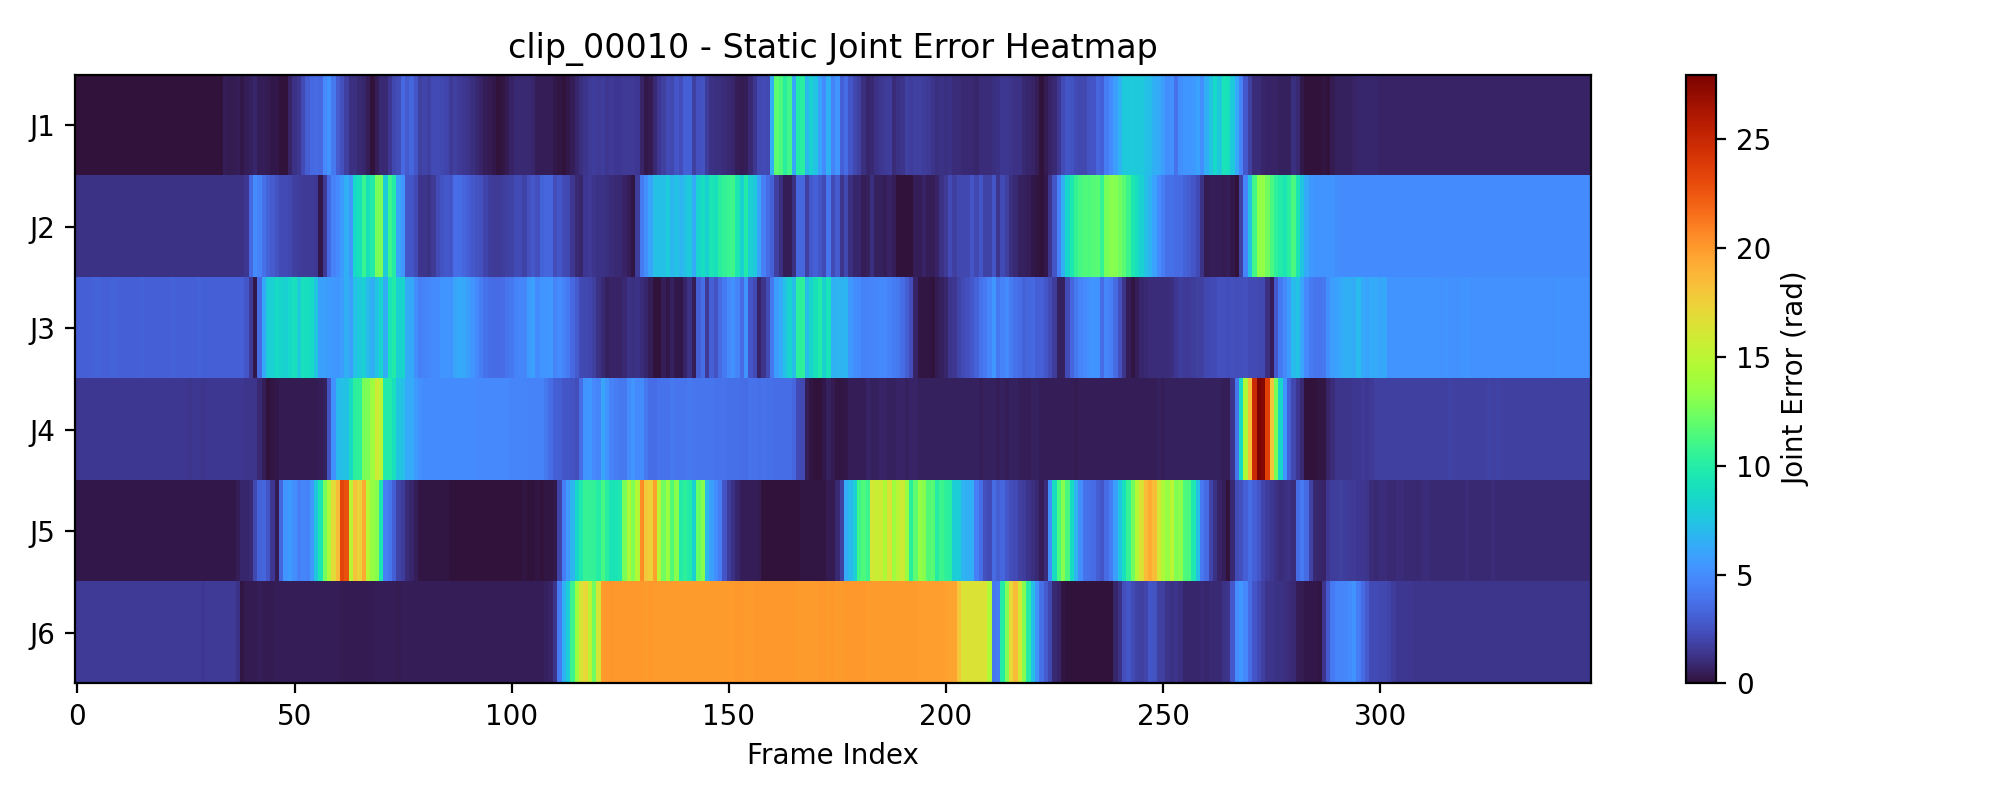 clip_00010 - Static Joint Error Heatmap
J1
J2
J3
J4
J5
J6
0 50 100 150 200 250 300
Frame Index
25
20
15
10
5
0
Joint Error (rad)